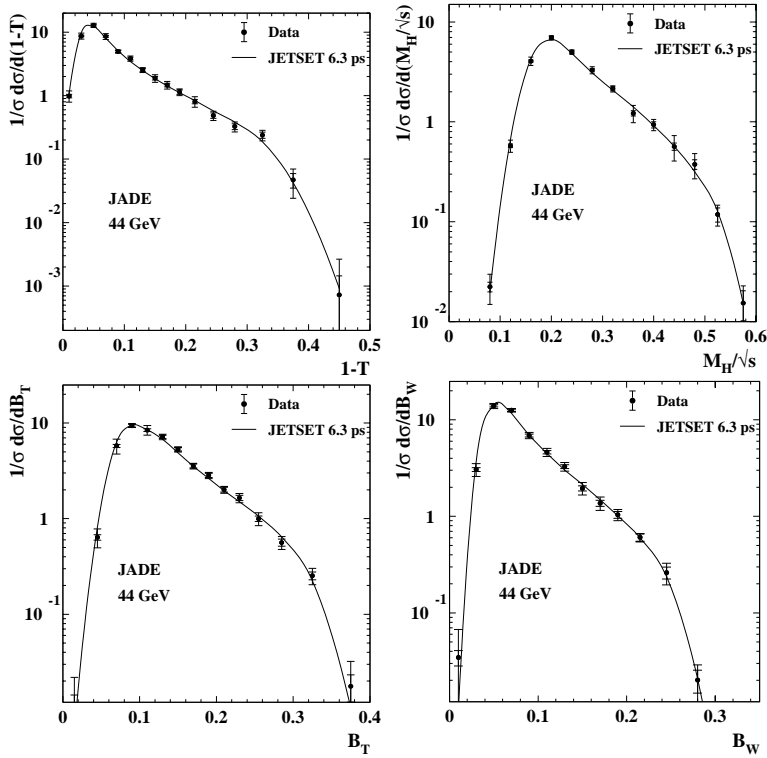 1/σ dσ/d(1-T)
10
1
10⁻¹
10⁻²
10⁻³
Data
JETSET 6.3 ps
JADE
44 GeV
0 0.1 0.2 0.3 0.4 0.5
1-T
1/σ dσ/d(M_H/√s)
10
1
10⁻¹
10⁻²
Data
JETSET 6.3 ps
JADE
44 GeV
0 0.1 0.2 0.3 0.4 0.5 0.6
M_H/√s
1/σ dσ/dB_T
10
1
10⁻¹
Data
JETSET 6.3 ps
JADE
44 GeV
0 0.1 0.2 0.3 0.4
B_T
1/σ dσ/dB_W
10
1
10⁻¹
Data
JETSET 6.3 ps
JADE
44 GeV
0 0.1 0.2 0.3
B_W